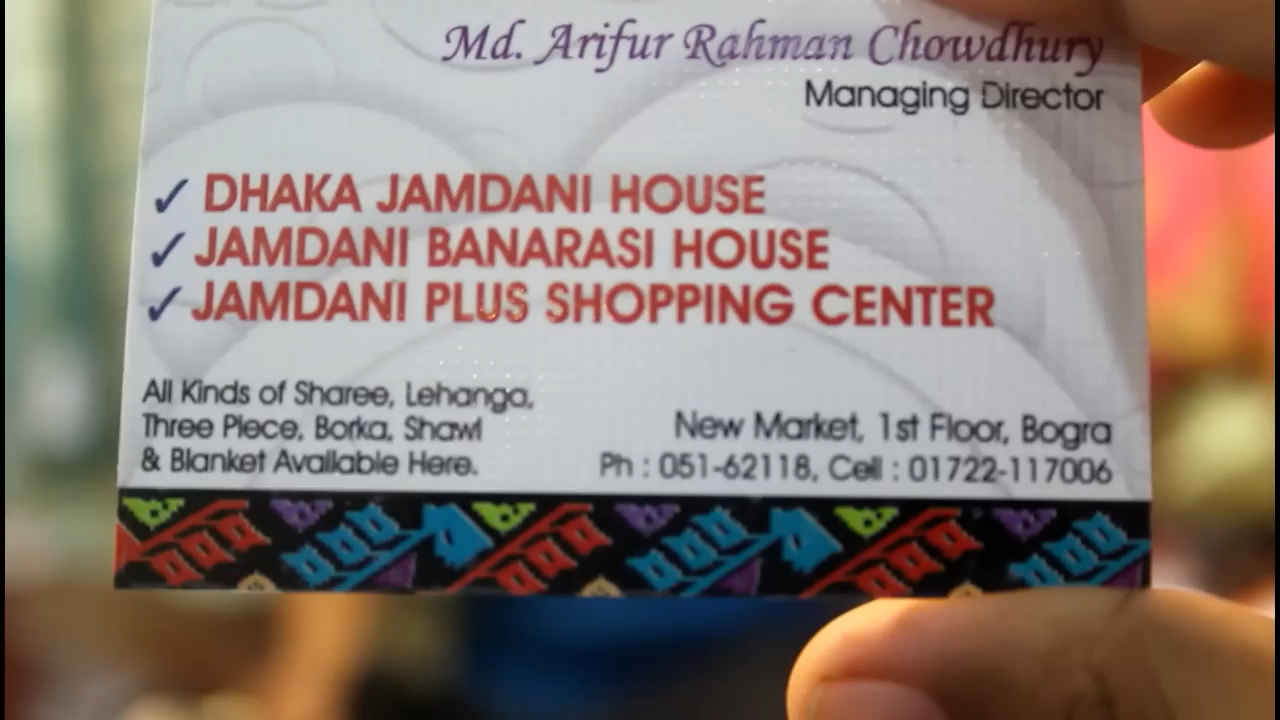 Md. Arifur Rahman Chowdhury
Managing Director
✓ DHAKA JAMDANI HOUSE
✓ JAMDANI BANARASI HOUSE
✓ JAMDANI PLUS SHOPPING CENTER
All Kinds of Sharee, Lehanga,
Three Piece, Borka, Shawl
& Blanket Available Here.
New Market, 1st Floor, Bogra
Ph : 051-62118, Cell : 01722-117006